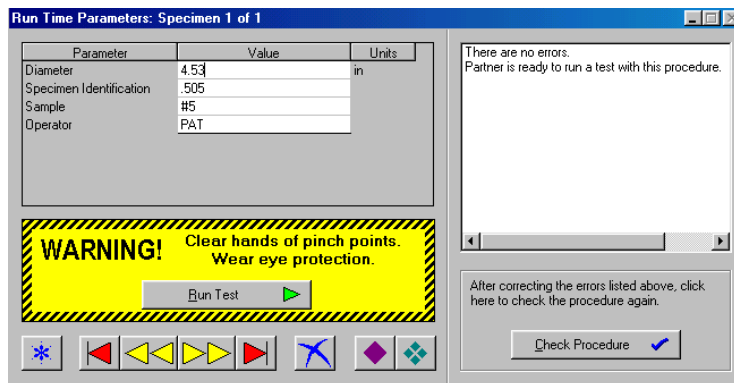 Run Time Parameters: Specimen 1 of 1
Parameter Value Units
Diameter 4.53 in
Specimen Identification .505
Sample #5
Operator PAT
WARNING!
Clear hands of pinch points.
Wear eye protection.
Run Test
There are no errors.
Partner is ready to run a test with this procedure.
After correcting the errors listed above, click
here to check the procedure again.
Check Procedure